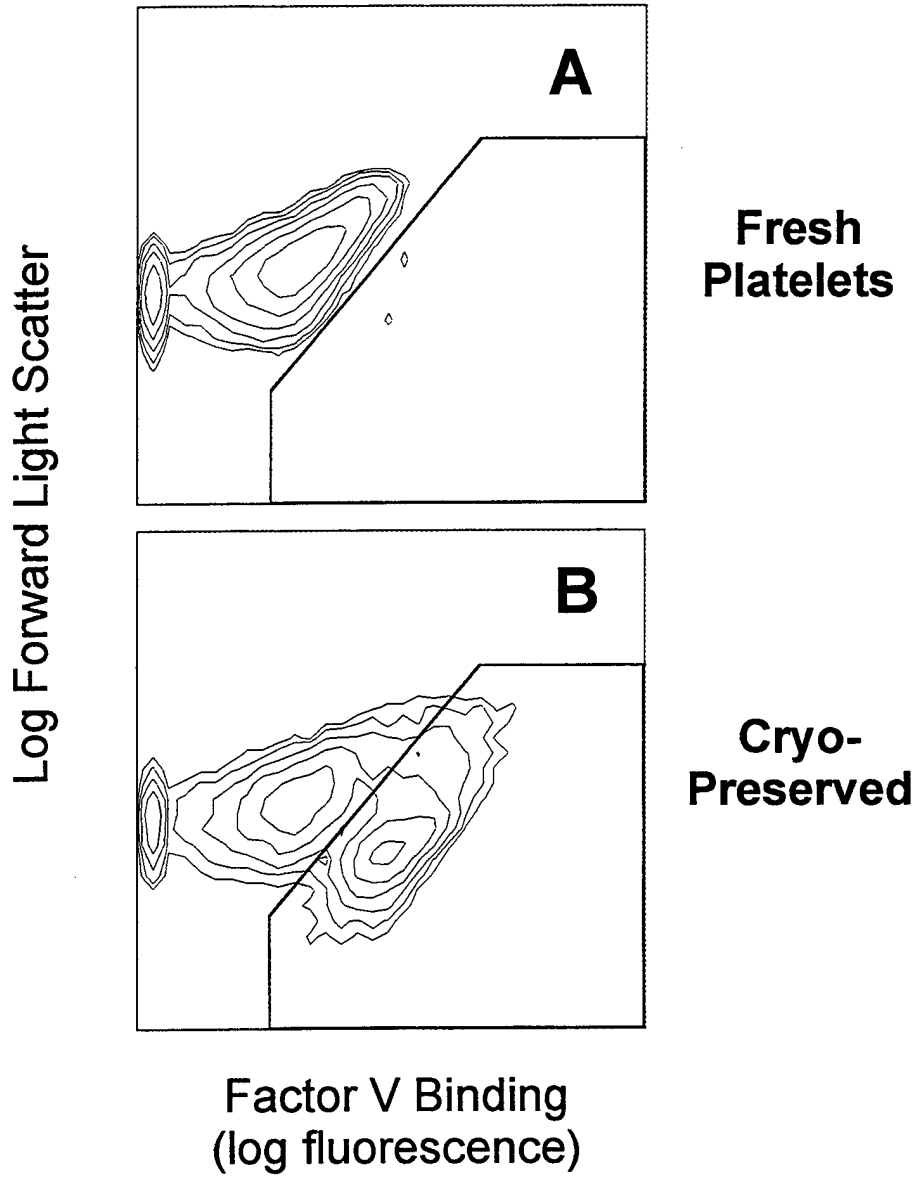 A
Fresh
Platelets
Log Forward Light Scatter
B
Cryo-
Preserved
Factor V Binding
(log fluorescence)